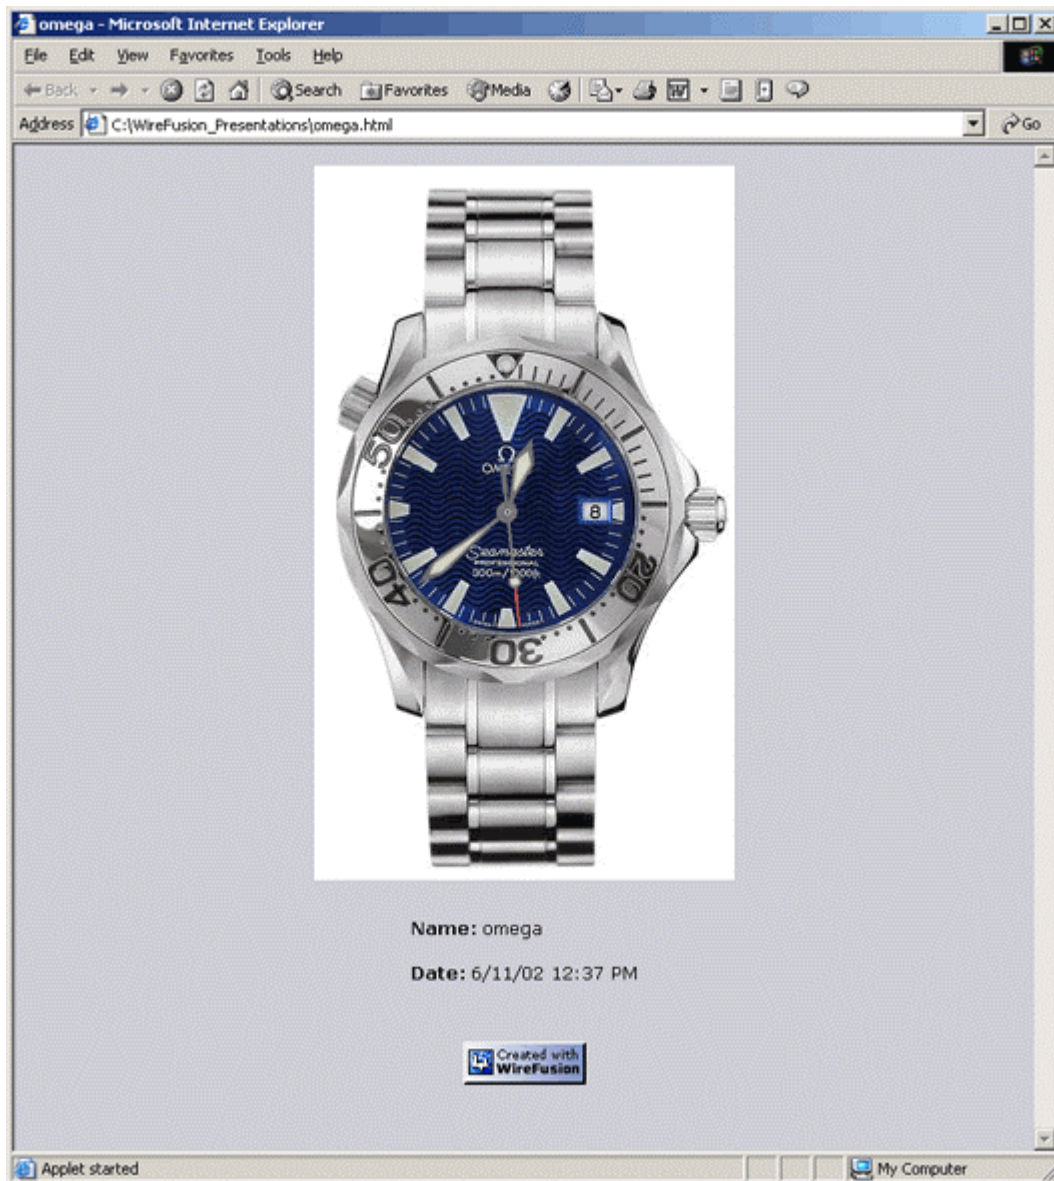 omega - Microsoft Internet Explorer
File Edit View Favorites Tools Help
Back Search Favorites Media
Address C:\WireFusion_Presentations\omega.html Go
50
Ω
8
Seamaster
PROFESSIONAL
300m/1000ft
20
40
30
Name: omega
Date: 6/11/02 12:37 PM
Created with
WireFusion
Applet started My Computer